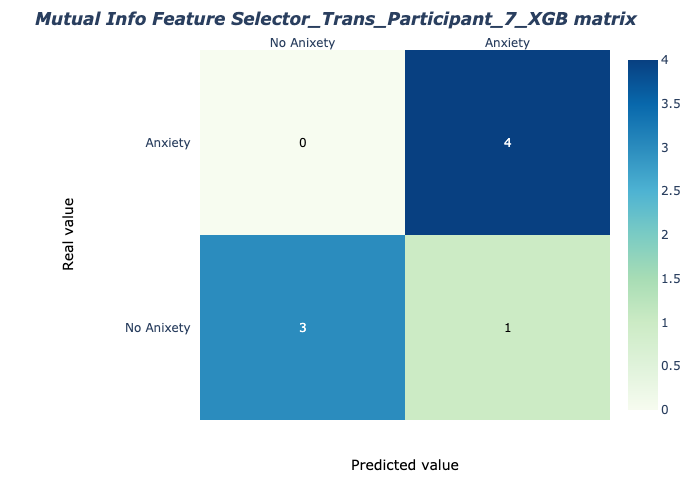 Mutual Info Feature Selector_Trans_Participant_7_XGB matrix
No Anixety Anxiety
4
3.5
3
2.5
2
1.5
1
0.5
0
Anxiety
0 4
Real value
No Anixety
3 1
Predicted value